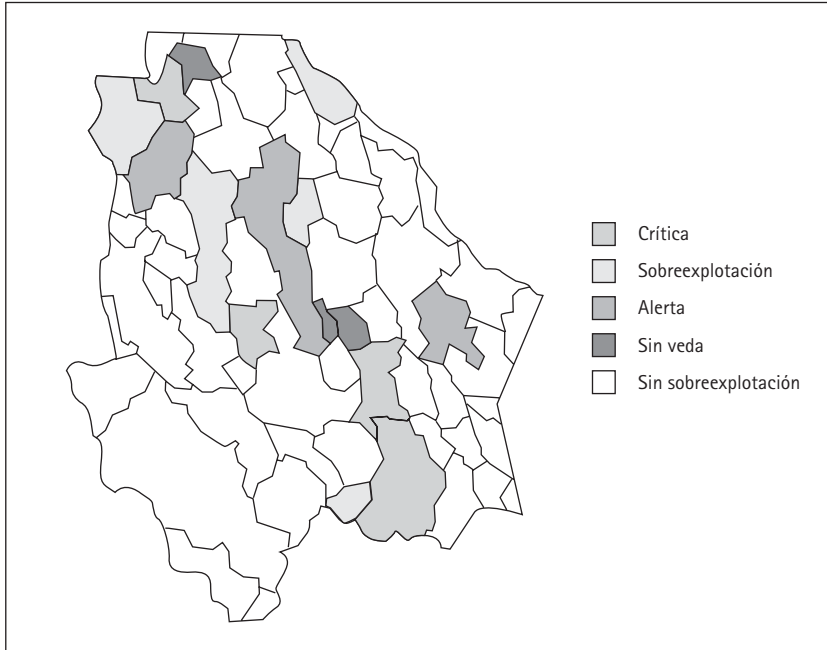 Crítica
Sobreexplotación
Alerta
Sin veda
Sin sobreexplotación